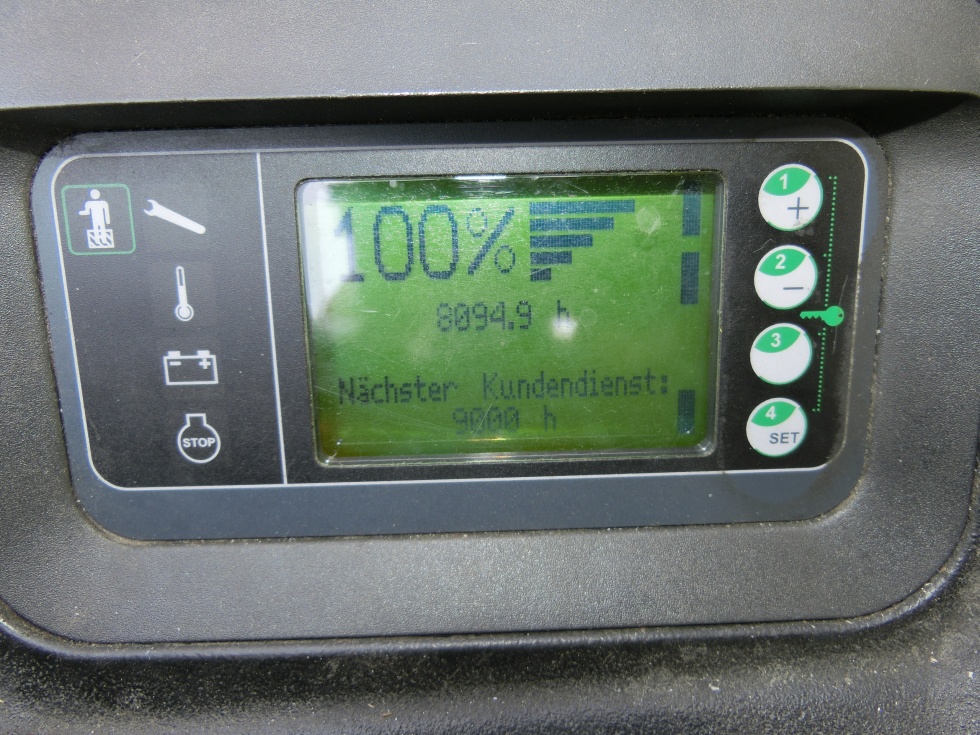 100%
8094.9 h
Nächster Kundendienst:
9000 h
STOP
1
+
2
−
3
4
SET